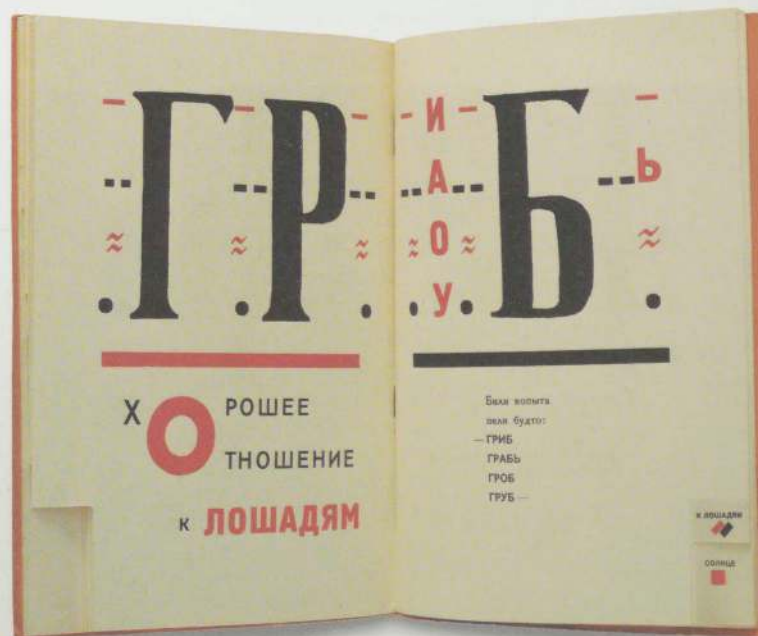 - Г - Р - - И - Б -
.. .. .. .. А .. .. Ь
≈ ≈ ≈ ≈ О ≈ ≈
. . . . . У . .
ХОРОШЕЕ
ОТНОШЕНИЕ
К ЛОШАДЯМ
Били копыта
пели будто:
— ГРИБ
ГРАБЬ
ГРОБ
ГРУБ —
К ЛОШАДЯМ
СОЛНЦЕ